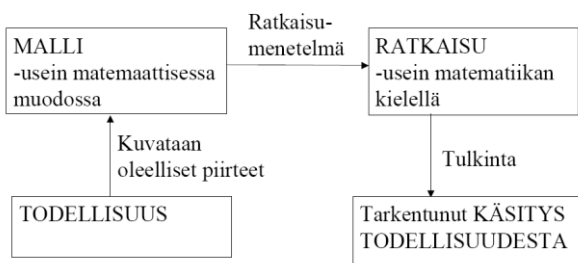 MALLI
-usein matemaattisessa
muodossa
Ratkaisu-
menetelmä
RATKAISU
-usein matematiikan
kielellä
Kuvataan
oleelliset piirteet
Tulkinta
TODELLISUUS
Tarkentunut KÄSITYS
TODELLISUUDESTA